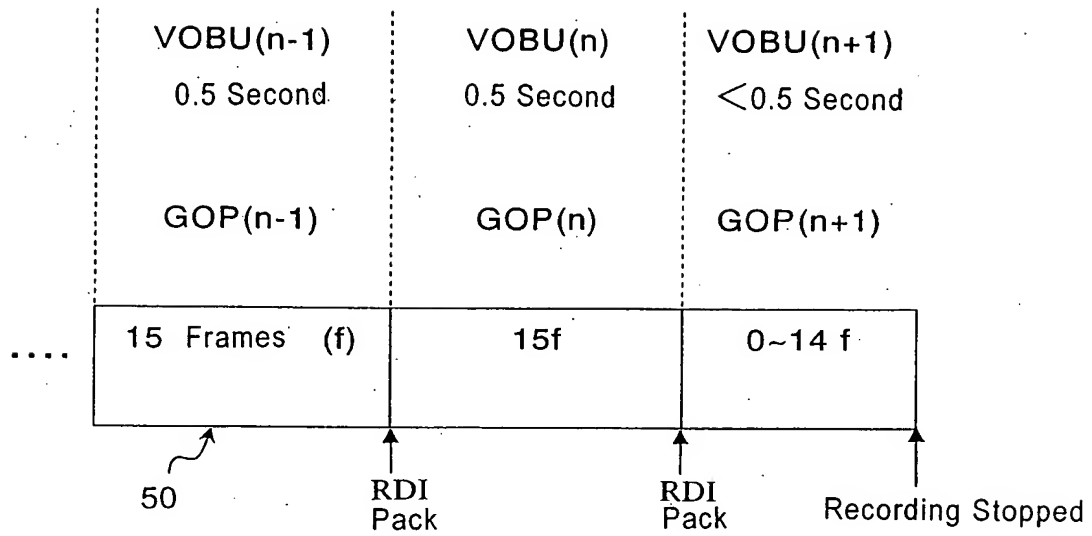 VOBU(n-1) VOBU(n) VOBU(n+1)
0.5 Second 0.5 Second <0.5 Second
GOP(n-1) GOP(n) GOP(n+1)
.... 15 Frames (f) 15f 0~14 f
50 RDI Pack RDI Pack Recording Stopped